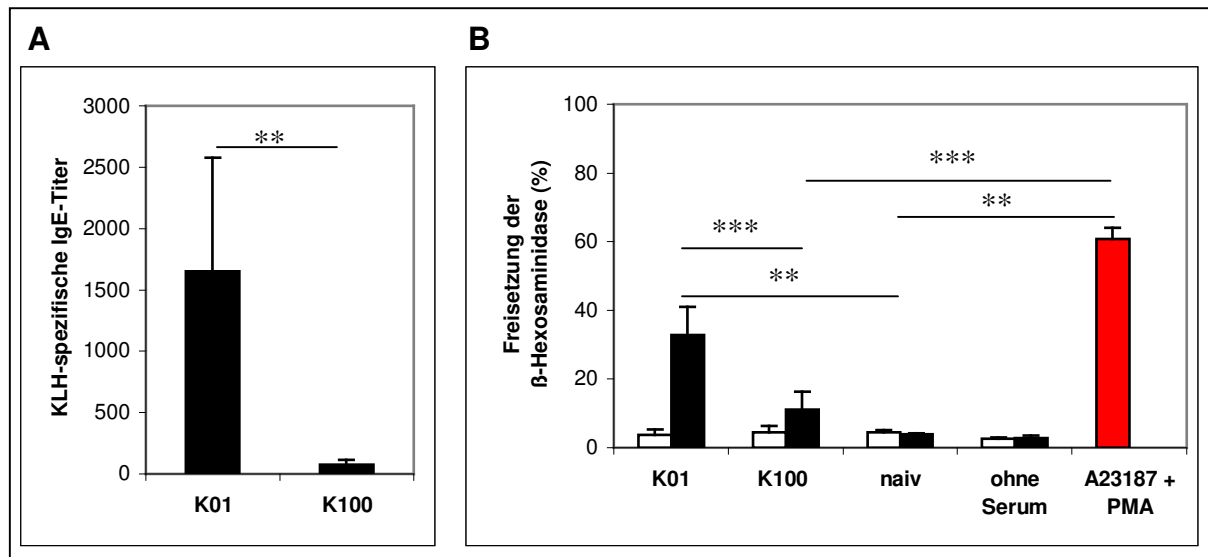 A
KLH-spezifische IgE-Titer
3000
2500
2000
1500
1000
500
0
**
K01
K100
B
Freisetzung der
ß-Hexosaminidase (%)
100
80
60
40
20
0
***
**
***
**
K01
K100
naiv
ohne
Serum
A23187 +
PMA